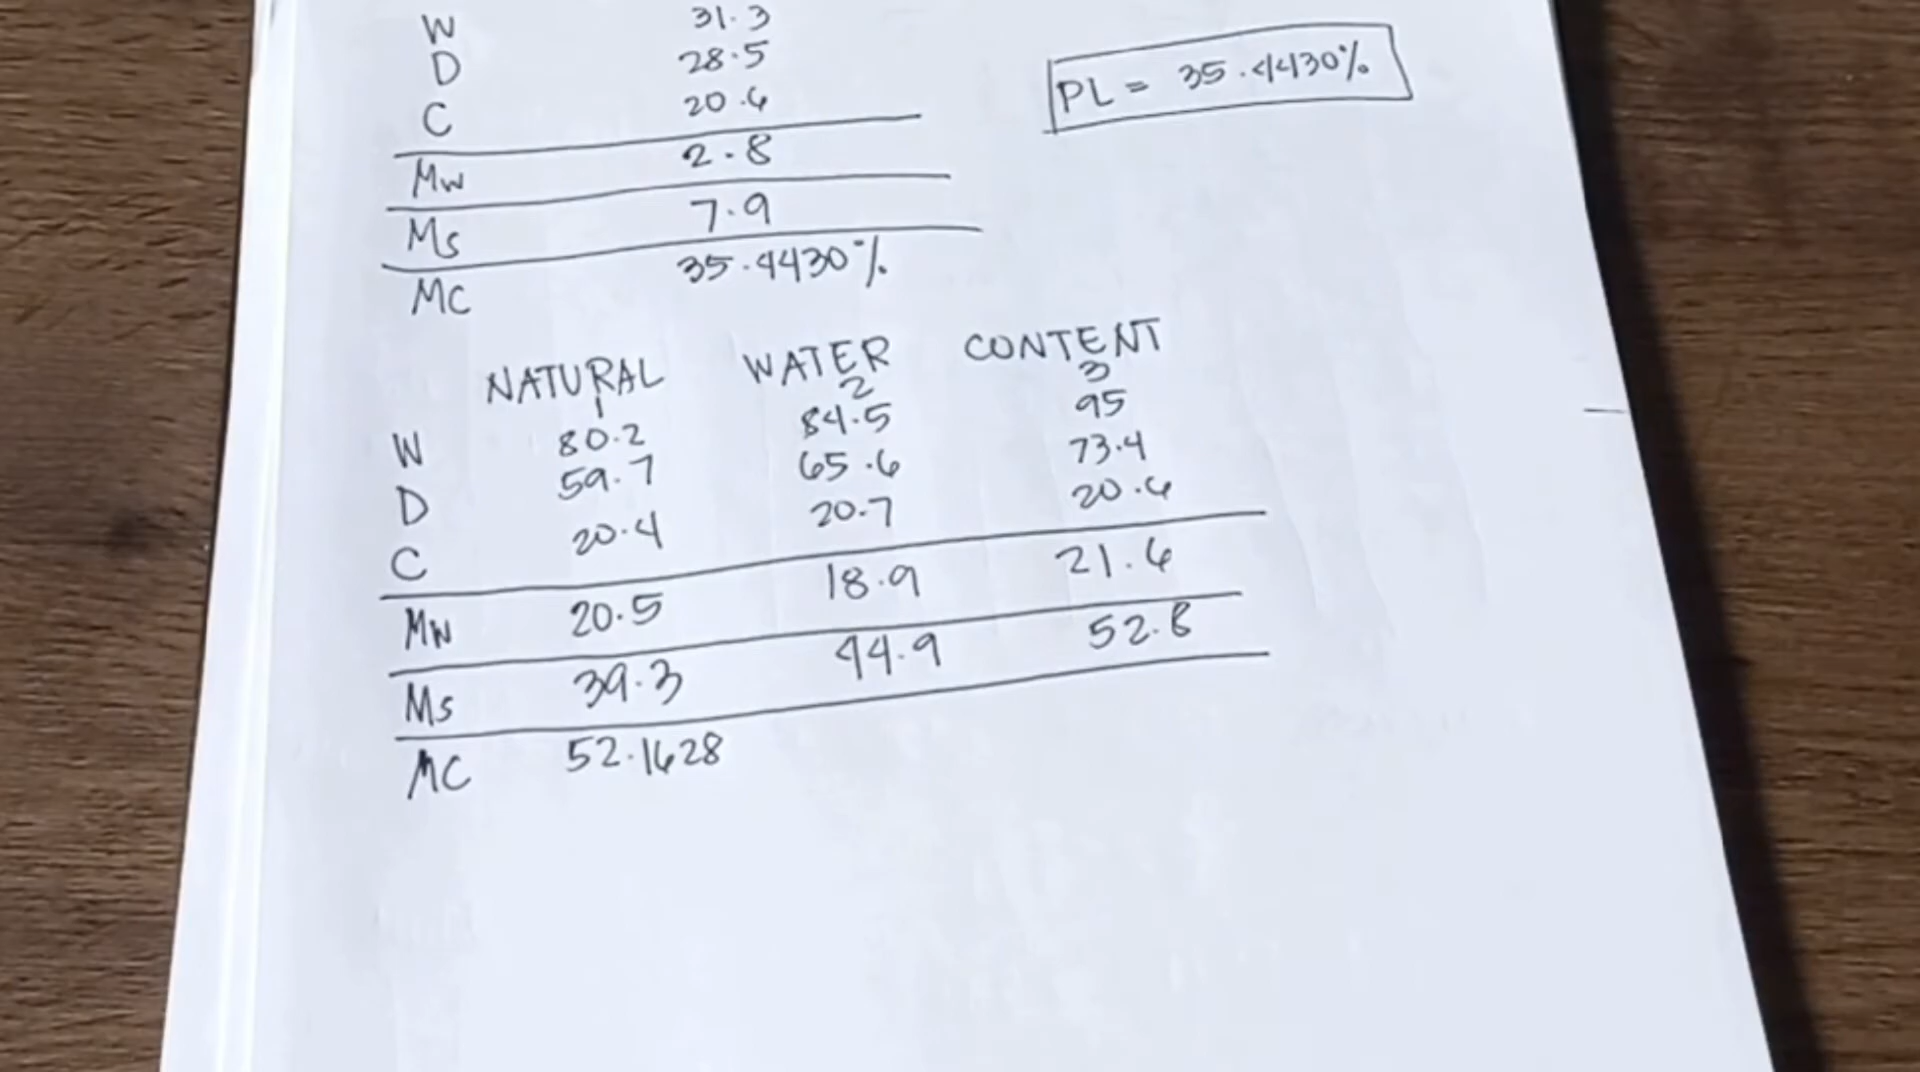 W 31.3
D 28.5
C 20.6
PL = 35.4430%
Mw 2.8
Ms 7.9
MC 35.4430%
NATURAL WATER CONTENT
1 2 3
W 80.2 84.5 95
D 59.7 65.6 73.4
C 20.4 20.7 20.6
Mw 20.5 18.9 21.6
Ms 39.3 44.9 52.8
MC 52.1628